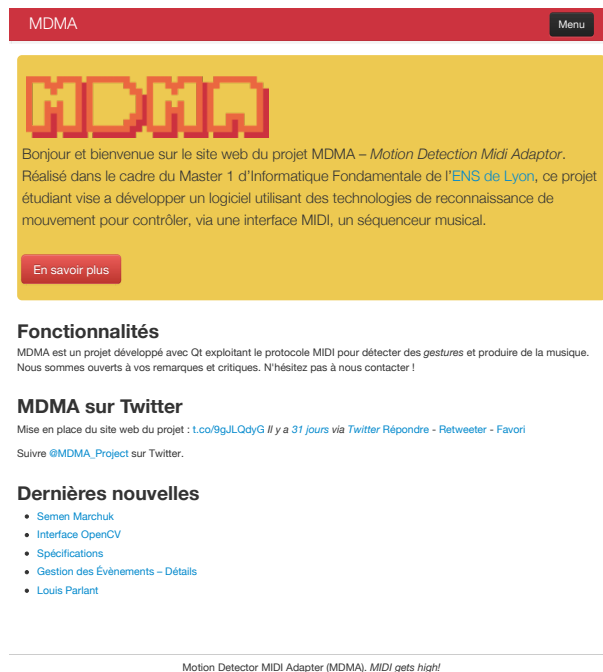 MDMA
Menu
MDMA
Bonjour et bienvenue sur le site web du projet MDMA – Motion Detection Midi Adaptor.
Réalisé dans le cadre du Master 1 d'Informatique Fondamentale de l'ENS de Lyon, ce projet
étudiant vise a développer un logiciel utilisant des technologies de reconnaissance de
mouvement pour contrôler, via une interface MIDI, un séquenceur musical.
En savoir plus
Fonctionnalités
MDMA est un projet développé avec Qt exploitant le protocole MIDI pour détecter des gestures et produire de la musique.
Nous sommes ouverts à vos remarques et critiques. N'hésitez pas à nous contacter !
MDMA sur Twitter
Mise en place du site web du projet : t.co/9gJLQdyG Il y a 31 jours via Twitter Répondre - Retweeter - Favori
Suivre @MDMA_Project sur Twitter.
Dernières nouvelles
• Semen Marchuk
• Interface OpenCV
• Spécifications
• Gestion des Évènements – Détails
• Louis Parlant
Motion Detector MIDI Adapter (MDMA). MIDI gets high!